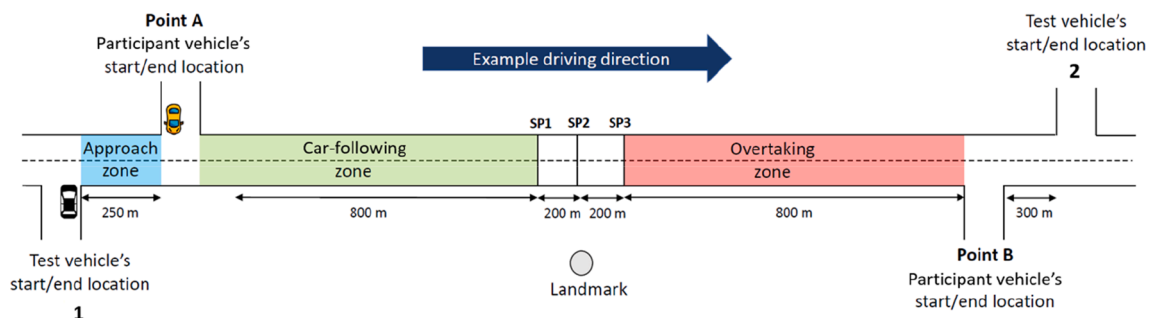 Point A
Participant vehicle's
start/end location
Example driving direction
Test vehicle's
start/end location
2
SP1 SP2 SP3
Approach
zone
Car-following
zone
Overtaking
zone
250 m
800 m
200 m 200 m
800 m
300 m
Test vehicle's
start/end location
1
Landmark
Point B
Participant vehicle's
start/end location